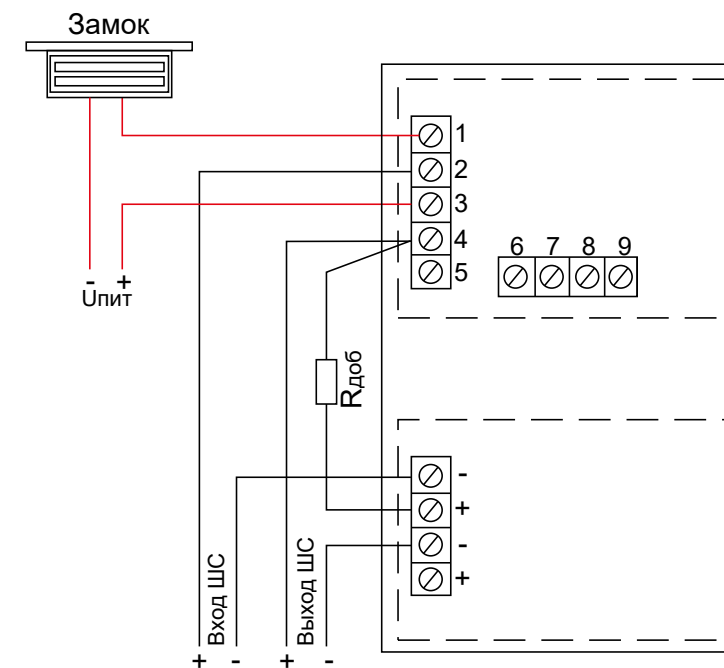 Замок
1
2
3
4
5
6 7 8 9
- +
Uпит
Rдоб
-
+
-
+
Вход ШС
Выход ШС
+ - + -